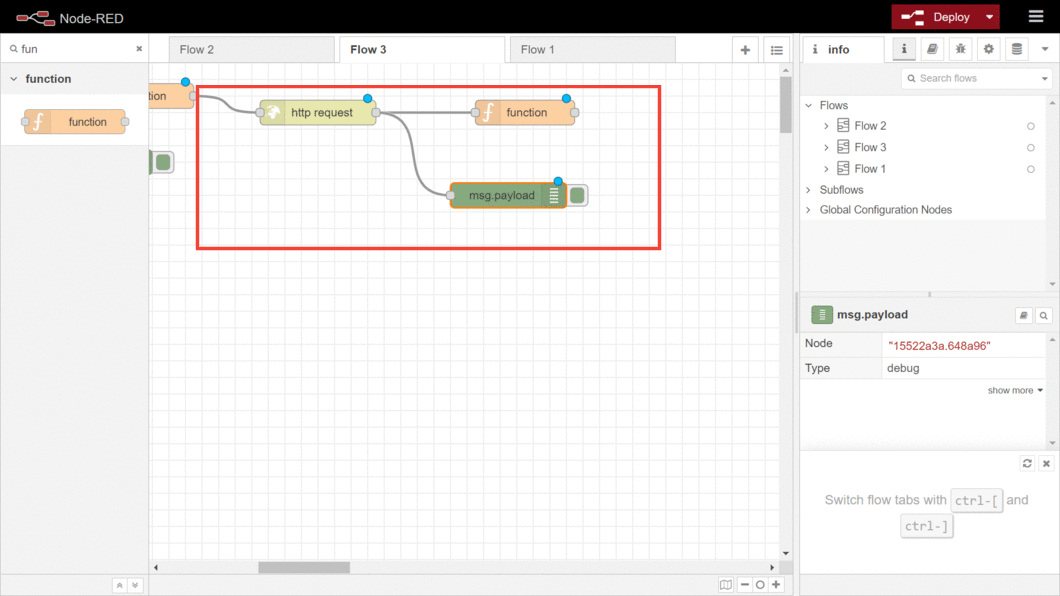 Node-RED
Deploy
fun
Flow 2
Flow 3
Flow 1
i info
i
Search flows
function
function
tion
http request
function
msg.payload
Flows
Flow 2
Flow 3
Flow 1
Subflows
Global Configuration Nodes
msg.payload
Node "15522a3a.648a96"
Type debug
show more
Switch flow tabs with ctrl-[ and
ctrl-]